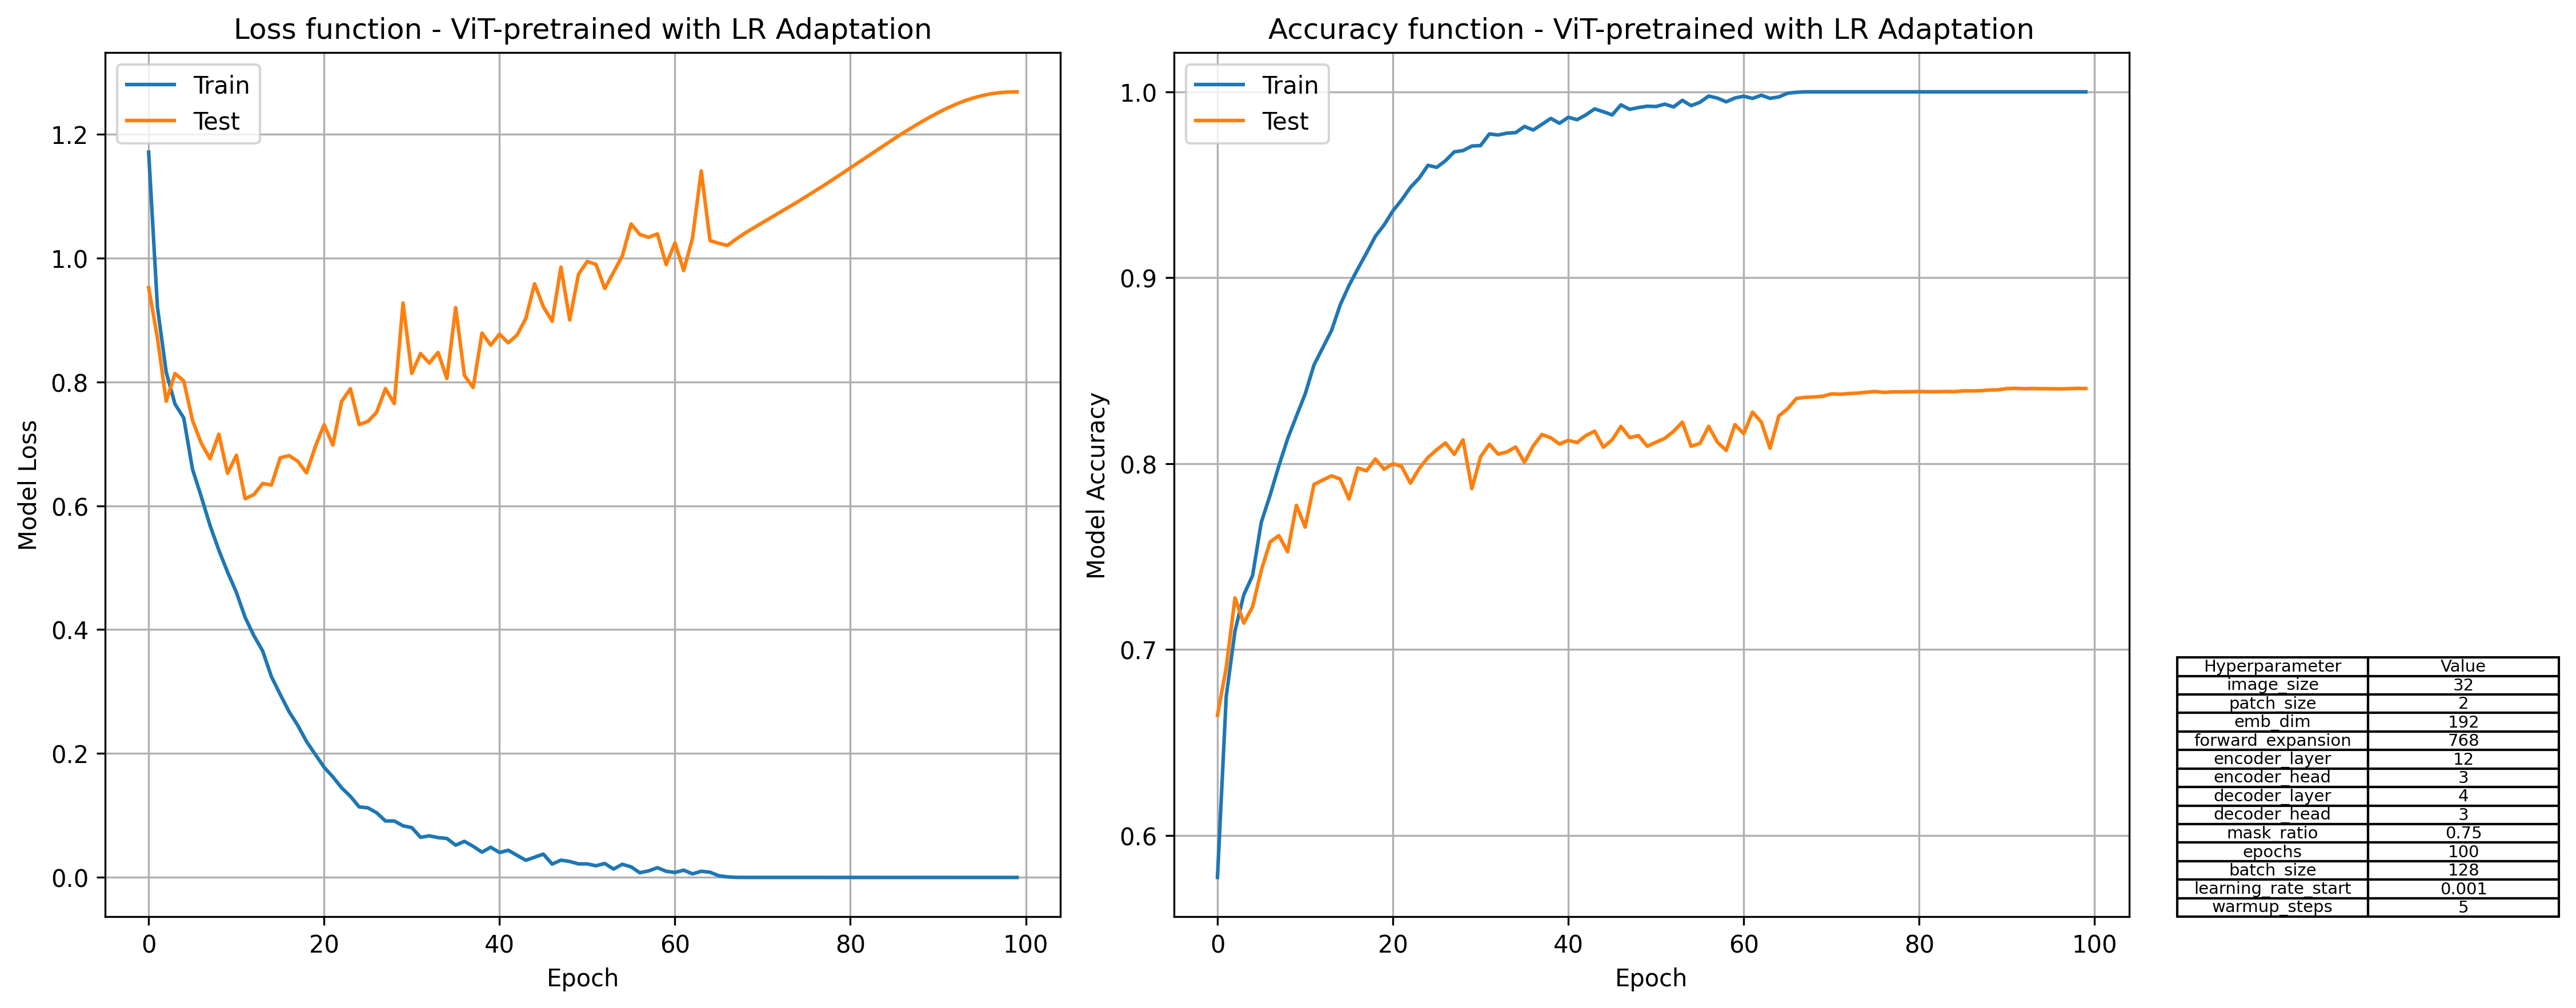 Loss function - ViT-pretrained with LR Adaptation
Train
Test
1.2
1.0
0.8
0.6
0.4
0.2
0.0
Model Loss
0 20 40 60 80 100
Epoch
Accuracy function - ViT-pretrained with LR Adaptation
Train
Test
1.0
0.9
0.8
0.7
0.6
Model Accuracy
0 20 40 60 80 100
Epoch
Hyperparameter Value
image_size 32
patch_size 2
emb_dim 192
forward_expansion 768
encoder_layer 12
encoder_head 3
decoder_layer 4
decoder_head 3
mask_ratio 0.75
epochs 100
batch_size 128
learning_rate_start 0.001
warmup_steps 5